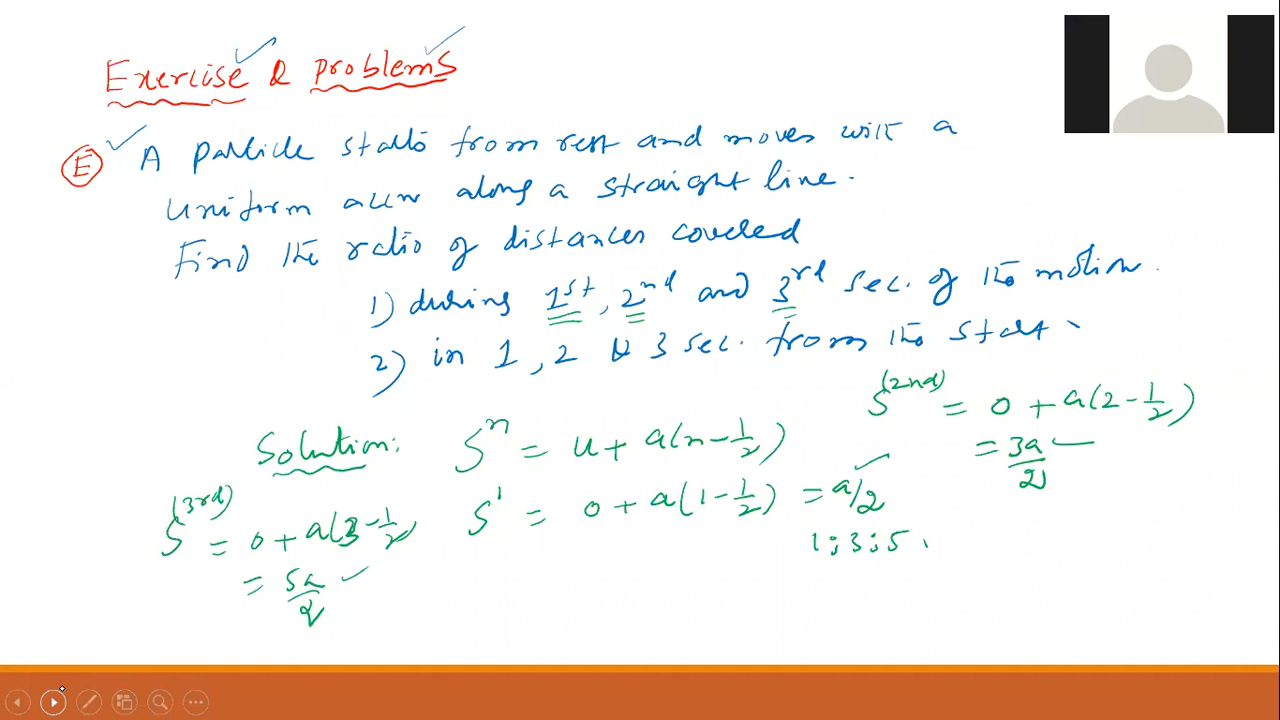 Exercise & problems
E A particle starts from rest and moves with a
uniform accn along a straight line.
Find the ratio of distances covered
1) during 1st, 2nd and 3rd sec. of the motion.
2) in 1, 2 & 3 sec. from the start.
Solution: S^n = u + a(n - 1/2)
S^1 = 0 + a(1 - 1/2) = a/2
S^(2nd) = 0 + a(2 - 1/2)
= 3a/2
S^(3rd) = 0 + a(3 - 1/2)
= 5a/2
1:3:5.